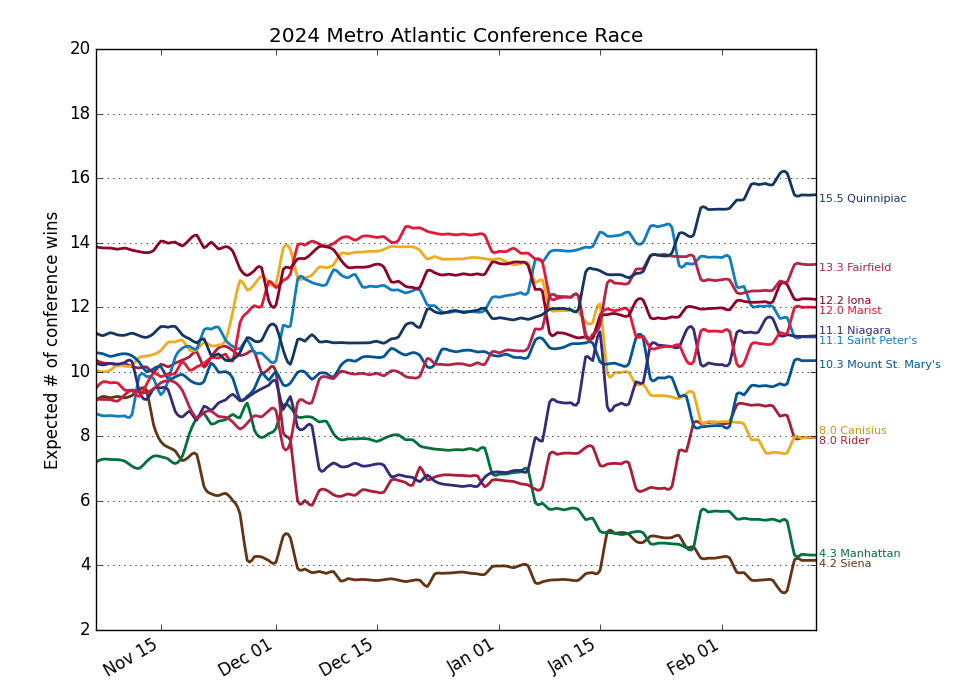 2024 Metro Atlantic Conference Race
Expected # of conference wins
20
18
16
14
12
10
8
6
4
2
Nov 15
Dec 01
Dec 15
Jan 01
Jan 15
Feb 01
15.5 Quinnipiac
13.3 Fairfield
12.2 Iona
12.0 Marist
11.1 Niagara
11.1 Saint Peter's
10.3 Mount St. Mary's
8.0 Canisius
8.0 Rider
4.3 Manhattan
4.2 Siena